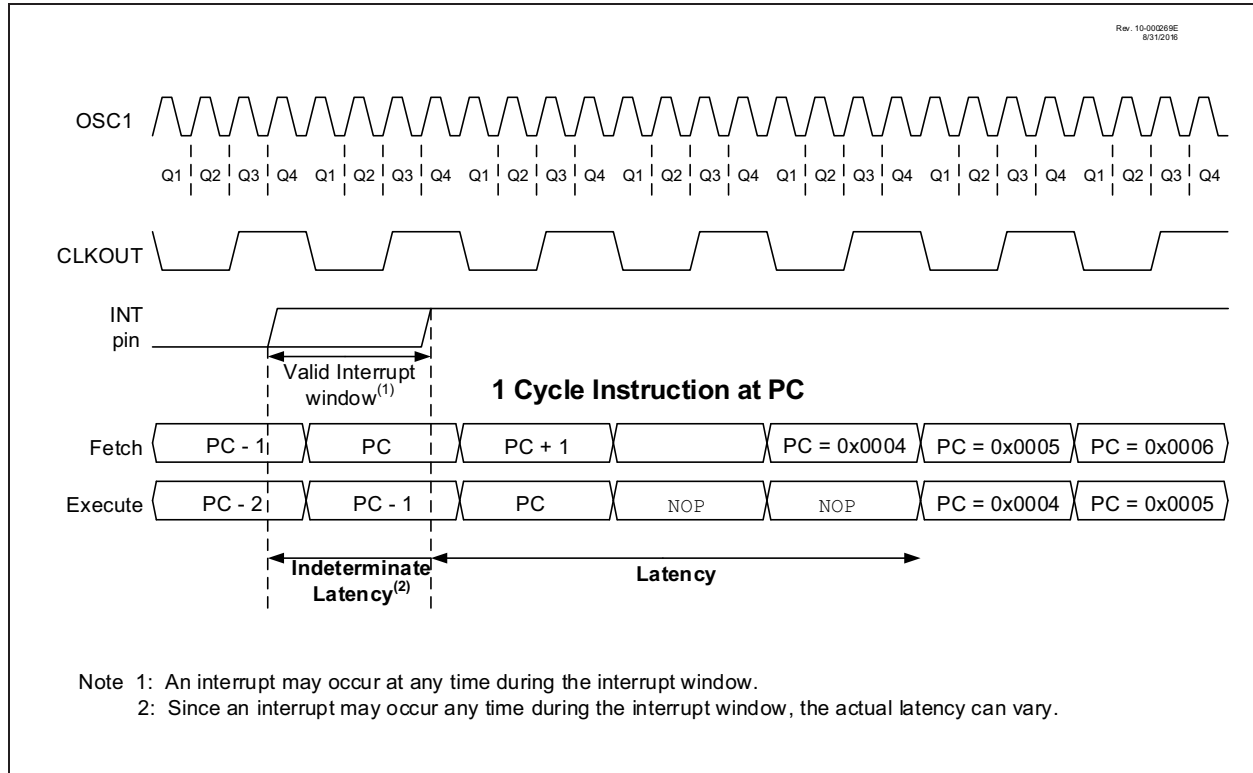 Rev. 10-000269E
8/31/2016
OSC1
Q1 Q2 Q3 Q4 Q1 Q2 Q3 Q4 Q1 Q2 Q3 Q4 Q1 Q2 Q3 Q4 Q1 Q2 Q3 Q4 Q1 Q2 Q3 Q4 Q1 Q2 Q3 Q4
CLKOUT
INT
pin
Valid Interrupt
window(1)
1 Cycle Instruction at PC
Fetch PC - 1 PC PC + 1 PC = 0x0004 PC = 0x0005 PC = 0x0006
Execute PC - 2 PC - 1 PC NOP NOP PC = 0x0004 PC = 0x0005
Indeterminate
Latency(2)
Latency
Note 1: An interrupt may occur at any time during the interrupt window.
2: Since an interrupt may occur any time during the interrupt window, the actual latency can vary.